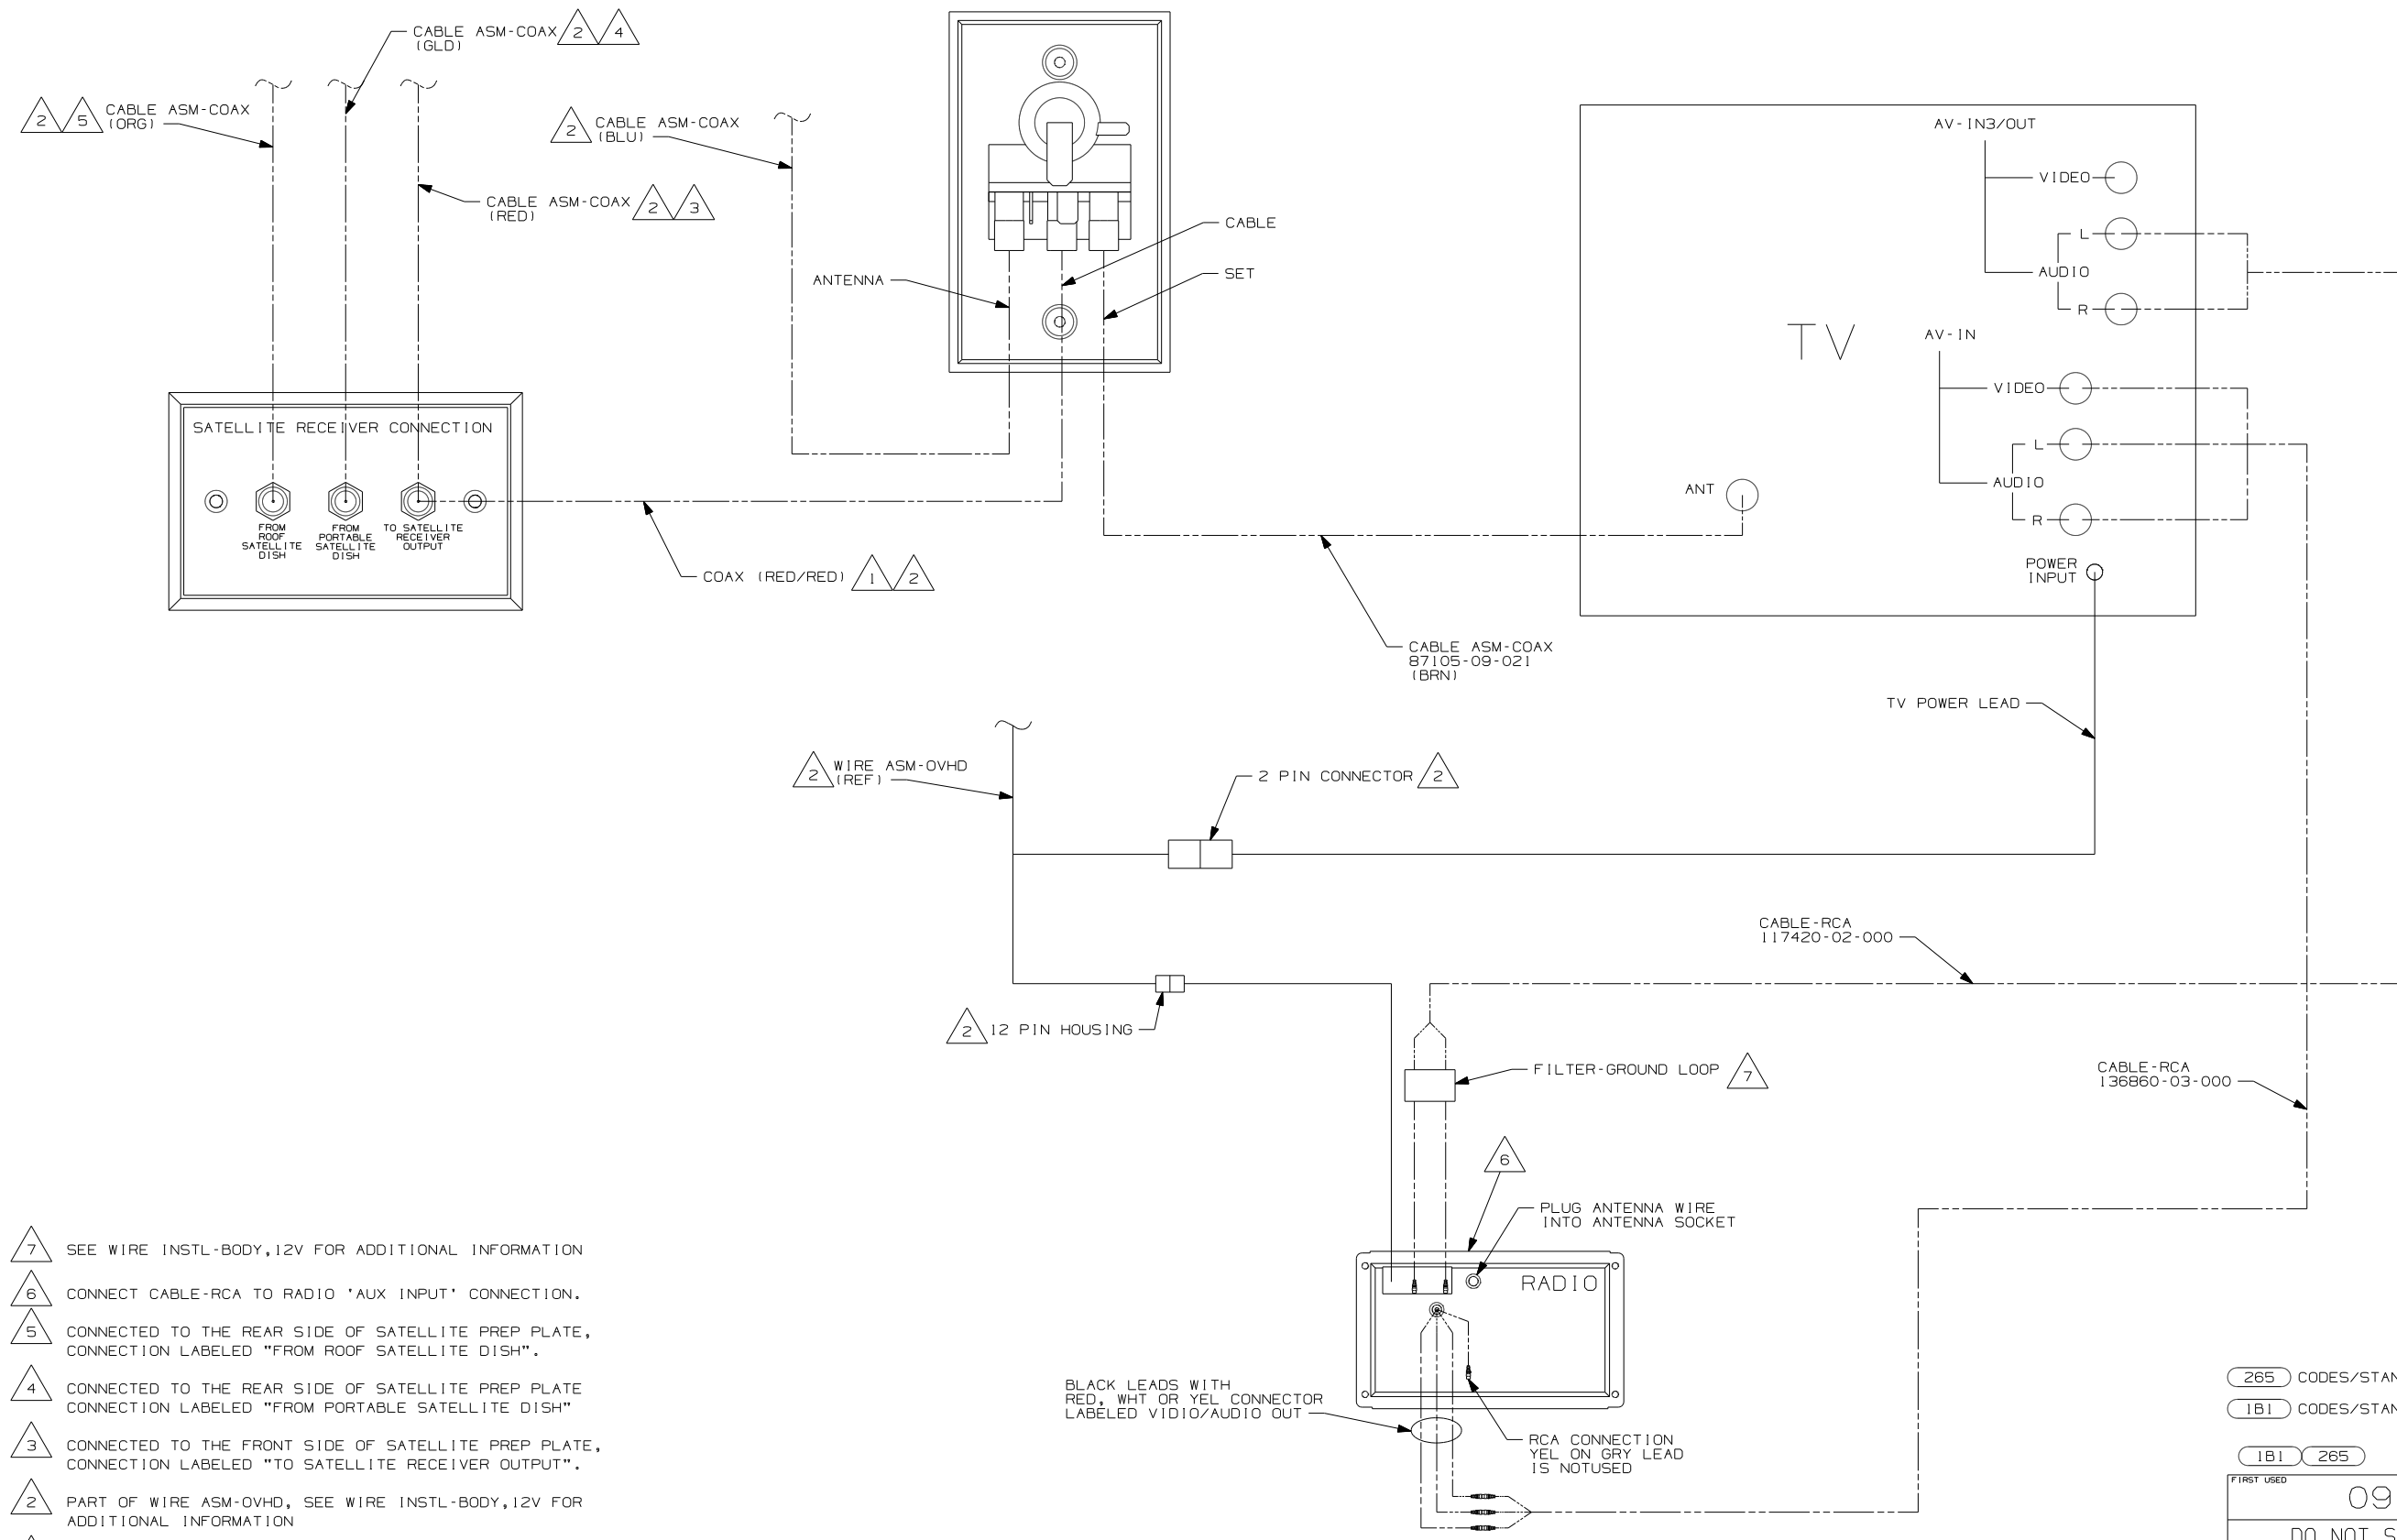 CABLE ASM-COAX 2 4
(GLD)
2 5 CABLE ASM-COAX
(ORG)
2 CABLE ASM-COAX
(BLU)
CABLE ASM-COAX 2 3
(RED)
ANTENNA
CABLE
SET
AV-IN3/OUT
VIDEO
L
AUDIO
R
TV
AV-IN
VIDEO
L
AUDIO
R
ANT
POWER
INPUT
SATELLITE RECEIVER CONNECTION
FROM
ROOF
SATELLITE
DISH
FROM
PORTABLE
SATELLITE
DISH
TO SATELLITE
RECEIVER
OUTPUT
COAX (RED/RED) 1 2
CABLE ASM-COAX
87105-09-021
(BRN)
TV POWER LEAD
2 WIRE ASM-OVHD
(REF)
2 PIN CONNECTOR 2
CABLE-RCA
117420-02-000
2 12 PIN HOUSING
FILTER-GROUND LOOP 7
CABLE-RCA
136860-03-000
6
PLUG ANTENNA WIRE
INTO ANTENNA SOCKET
RADIO
BLACK LEADS WITH
RED, WHT OR YEL CONNECTOR
LABELED VIDIO/AUDIO OUT
RCA CONNECTION
YEL ON GRY LEAD
IS NOTUSED
7 SEE WIRE INSTL-BODY,12V FOR ADDITIONAL INFORMATION
6 CONNECT CABLE-RCA TO RADIO 'AUX INPUT' CONNECTION.
5 CONNECTED TO THE REAR SIDE OF SATELLITE PREP PLATE,
CONNECTION LABELED "FROM ROOF SATELLITE DISH".
4 CONNECTED TO THE REAR SIDE OF SATELLITE PREP PLATE
CONNECTION LABELED "FROM PORTABLE SATELLITE DISH"
3 CONNECTED TO THE FRONT SIDE OF SATELLITE PREP PLATE,
CONNECTION LABELED "TO SATELLITE RECEIVER OUTPUT".
2 PART OF WIRE ASM-OVHD, SEE WIRE INSTL-BODY,12V FOR
ADDITIONAL INFORMATION
265 CODES/STAN
1B1 CODES/STAN
1B1 265
FIRST USED
09
DO NOT S